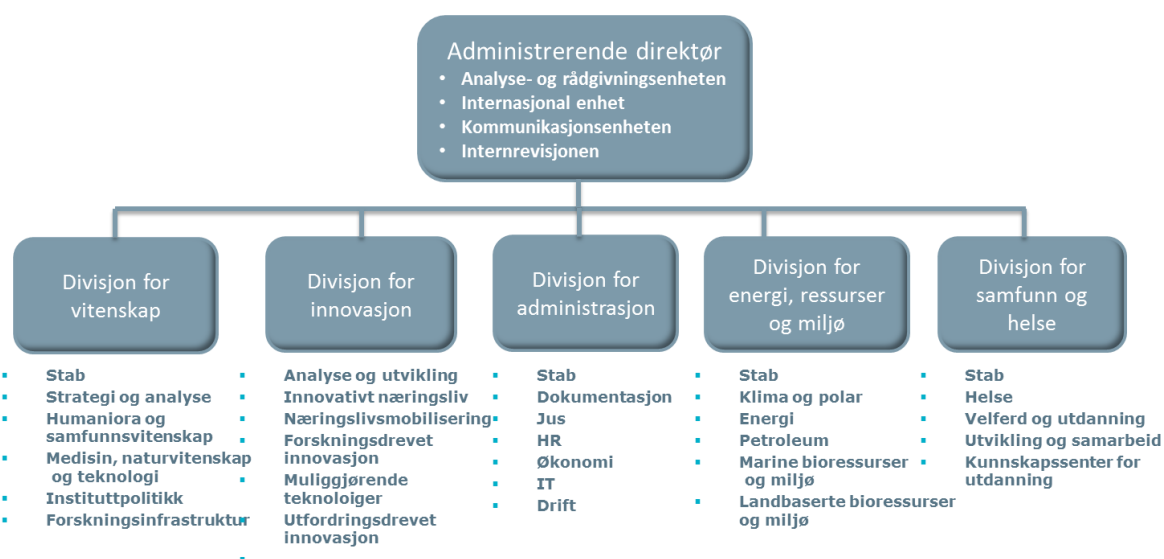 Administrerende direktør
• Analyse- og rådgivningsenheten
• Internasjonal enhet
• Kommunikasjonsenheten
• Internrevisjonen
Divisjon for
vitenskap
Divisjon for
innovasjon
Divisjon for
administrasjon
Divisjon for
energi, ressurser
og miljø
Divisjon for
samfunn og
helse
▪ Stab
▪ Strategi og analyse
▪ Humaniora og
samfunnsvitenskap
▪ Medisin, naturvitenskap
og teknologi
▪ Instituttpolitikk
▪ Forskningsinfrastruktur
▪ Analyse og utvikling
▪ Innovativt næringsliv
▪ Næringslivsmobilisering
▪ Forskningsdrevet
innovasjon
▪ Muliggjørende
teknoloiger
▪ Utfordringsdrevet
innovasjon
▪ Stab
▪ Dokumentasjon
▪ Jus
▪ HR
▪ Økonomi
▪ IT
▪ Drift
▪ Stab
▪ Klima og polar
▪ Energi
▪ Petroleum
▪ Marine bioressurser
og miljø
▪ Landbaserte bioressurser
og miljø
▪ Stab
▪ Helse
▪ Velferd og utdanning
▪ Utvikling og samarbeid
▪ Kunnskapssenter for
utdanning